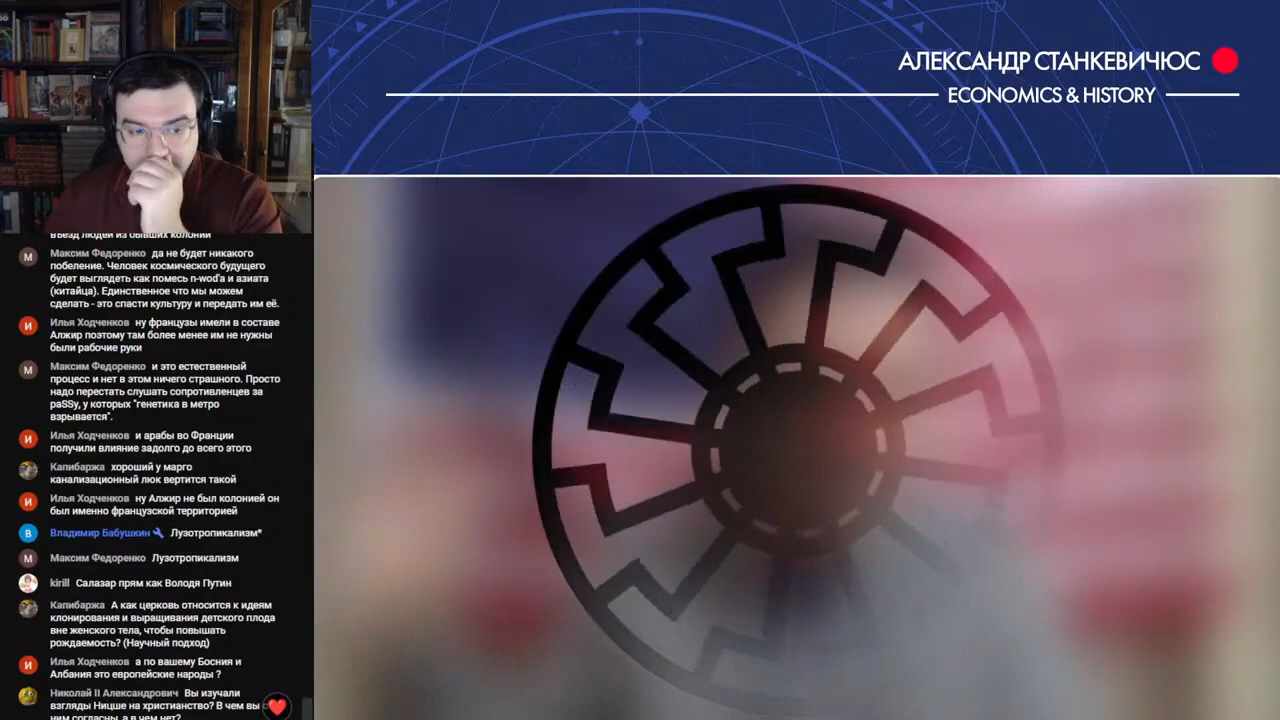 АЛЕКСАНДР СТАНКЕВИЧЮС
ECONOMICS & HISTORY
въезд людей из бывших колоний
М
Максим Федоренко да не будет никакого
побеление. Человек космического будущего
будет выглядеть как помесь n-wod'а и азиата
(китайца). Единственное что мы можем
сделать - это спасти культуру и передать им её.
И
Илья Ходченков ну французы имели в составе
Алжир поэтому там более менее им не нужны
были рабочие руки
М
Максим Федоренко и это естественный
процесс и нет в этом ничего страшного. Просто
надо перестать слушать сопротивленцев за
раSSу, у которых "генетика в метро
взрывается".
И
Илья Ходченков и арабы во Франции
получили влияние задолго до всего этого
Капибаржа хороший у марго
канализационный люк вертится такой
И
Илья Ходченков ну Алжир не был колонией он
был именно французской территорией
В
Владимир Бабушкин Лузотропикализм*
М
Максим Федоренко Лузотропикализм
kirill Салазар прям как Володя Путин
Капибаржа А как церковь относится к идеям
клонирования и выращивания детского плода
вне женского тела, чтобы повышать
рождаемость? (Научный подход)
И
Илья Ходченков а по вашему Босния и
Албания это европейские народы ?
Николай II Александрович Вы изучали
взгляды Ницше на христианство? В чем вы с
ним согласны, а в чем нет?